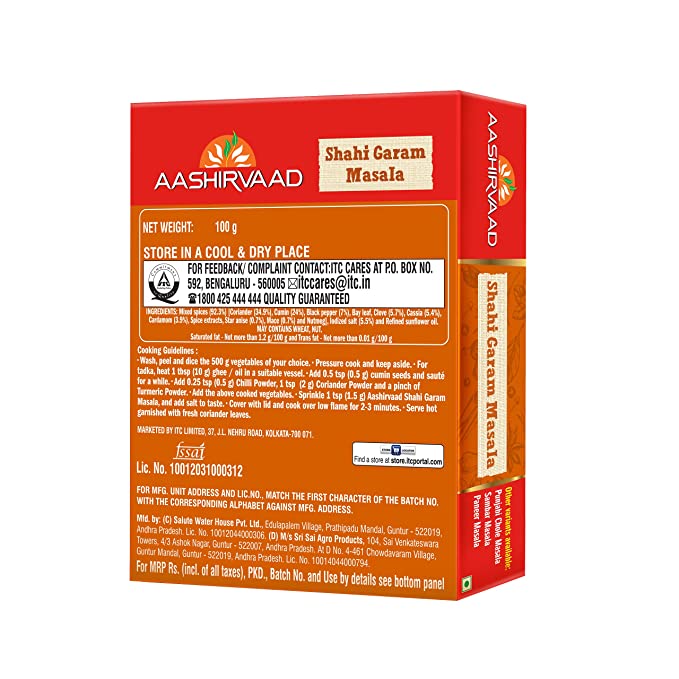 AASHIRVAAD
Shahi Garam
Masala
NET WEIGHT: 100 g
STORE IN A COOL & DRY PLACE
FOR FEEDBACK/ COMPLAINT CONTACT:ITC CARES AT P.O. BOX NO.
592, BENGALURU - 560005 ✉itccares@itc.in
☎1800 425 444 444 QUALITY GUARANTEED
INGREDIENTS: Mixed spices (92.3%) [Coriander (34.9%), Cumin (24%), Black pepper (7%), Bay leaf, Clove (5.7%), Cassia (5.4%),
Cardamom (3.9%), Spice extracts, Star anise (0.7%), Mace (0.7%) and Nutmeg], Iodized salt (5.5%) and Refined sunflower oil.
MAY CONTAINS WHEAT, NUT.
Saturated fat - Not more than 1.2 g/100 g and Trans fat - Not more than 0.01 g/100 g
Cooking Guidelines :
• Wash, peel and dice the 500 g vegetables of your choice. • Pressure cook and keep aside. • For
tadka, heat 1 tbsp (10 g) ghee / oil in a suitable vessel. • Add 0.5 tsp (0.5 g) cumin seeds and sauté
for a while. • Add 0.25 tsp (0.5 g) Chilli Powder, 1 tsp (2 g) Coriander Powder and a pinch of
Turmeric Powder. • Add the above cooked vegetables. • Sprinkle 1 tsp (1.5 g) Aashirvaad Shahi Garam
Masala, and add salt to taste. • Cover with lid and cook over low flame for 2-3 minutes. • Serve hot
garnished with fresh coriander leaves.
MARKETED BY ITC LIMITED, 37, J.L. NEHRU ROAD, KOLKATA-700 071.
fssai
Lic. No. 10012031000312
Find a store at store.itcportal.com
FOR MFG. UNIT ADDRESS AND LIC.NO., MATCH THE FIRST CHARACTER OF THE BATCH NO.
WITH THE CORRESPONDING ALPHABET AGAINST MFG. ADDRESS.
Mfd. by: (C) Salute Water House Pvt. Ltd., Edulapalem Village, Prathipadu Mandal, Guntur - 522019,
Andhra Pradesh. Lic. No. 10012044000306. (D) M/s Sri Sai Agro Products, 104, Sai Venkateswara
Towers, 4/3 Ashok Nagar, Guntur - 522007, Andhra Pradesh. At D No. 4-461 Chowdavaram Village,
Guntur Mandal, Guntur - 522019, Andhra Pradesh. Lic. No. 10014044000794.
For MRP Rs. (incl. of all taxes), PKD., Batch No. and Use by details see bottom panel
AASHIRVAAD
Shahi Garam Masala
Other variants available:
Punjabi Chole Masala
Sambar Masala
Paneer Masala